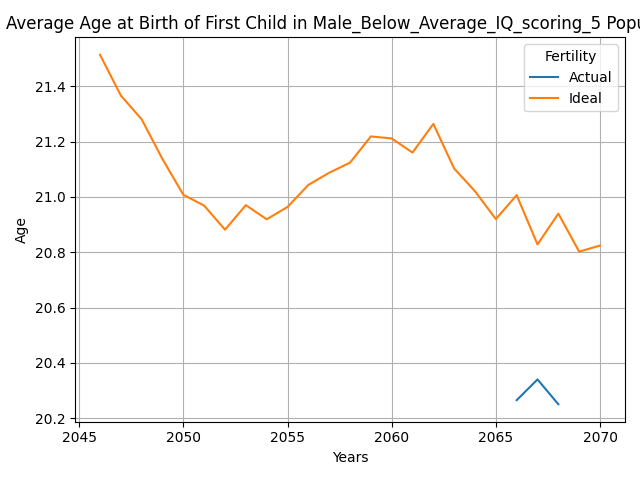 Average Age at Birth of First Child in Male_Below_Average_IQ_scoring_5
Fertility
Actual
Ideal
21.4
21.2
21.0
20.8
20.6
20.4
20.2
Age
2045 2050 2055 2060 2065 2070
Years